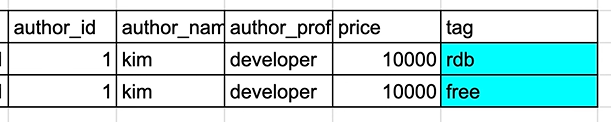 author_id author_nam author_prof price tag
1 kim developer 10000 rdb
1 kim developer 10000 free